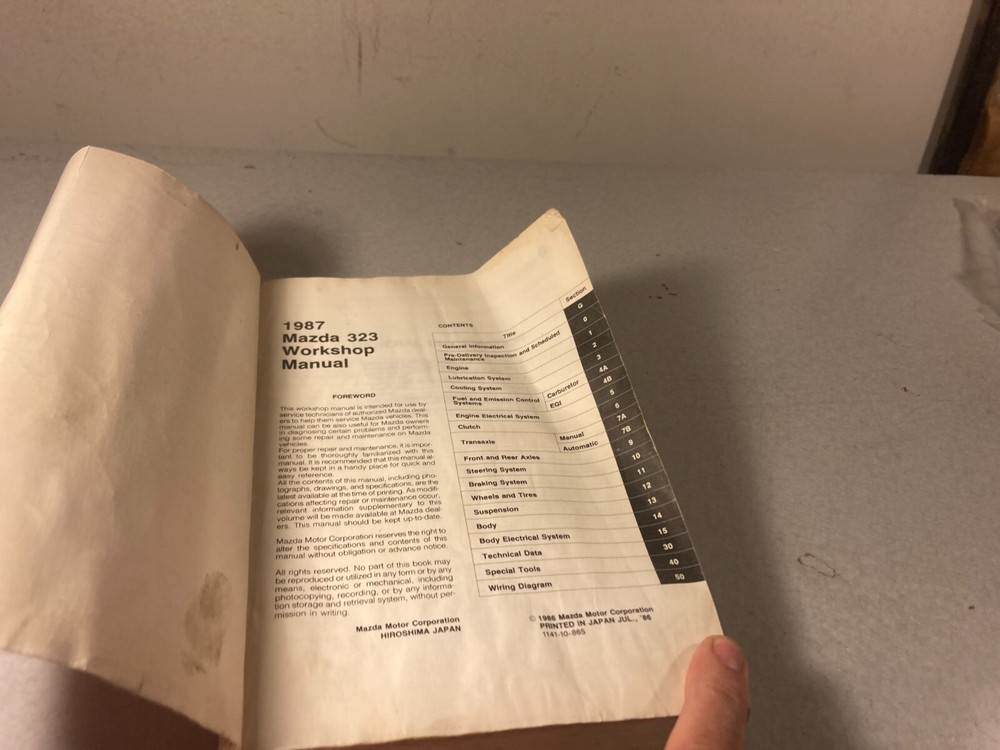 1987
Mazda 323
Workshop
Manual
FOREWORD
This workshop manual is intended for use by
service technicians of authorized Mazda deal-
ers to help them service Mazda vehicles. This
manual can be also useful for Mazda owners
in diagnosing certain problems and perform-
ing some repair and maintenance on Mazda
vehicles.
For proper repair and maintenance, it is impor-
tant to be thoroughly familiarized with this
manual. It is recommended that this manual al-
ways be kept in a handy place for quick and
easy reference.
All the contents of this manual, including pho-
tographs, drawings, and specifications, are the
latest available at the time of printing. As modifi-
cations affecting repair or maintenance occur,
relevant information supplementary to this
volume will be made available at Mazda deal-
ers. This manual should be kept up-to-date.
Mazda Motor Corporation reserves the right to
alter the specifications and contents of this
manual without obligation or advance notice.
All rights reserved. No part of this book may
be reproduced or utilized in any form or by any
means, electronic or mechanical, including
photocopying, recording, or by any informa-
tion storage and retrieval system, without per-
mission in writing.
Mazda Motor Corporation
HIROSHIMA JAPAN
CONTENTS
Title Section
General Information G
Pre-Delivery Inspection and Scheduled
Maintenance 0
Engine 1
Lubrication System 2
Cooling System 3
Fuel and Emission Control
Systems
Carburetor 4A
EGI 4B
Engine Electrical System 5
Clutch 6
Transaxle
Manual 7A
Automatic 7B
Front and Rear Axles 9
Steering System 10
Braking System 11
Wheels and Tires 12
Suspension 13
Body 14
Body Electrical System 15
Technical Data 30
Special Tools 40
Wiring Diagram 50
© 1986 Mazda Motor Corporation
PRINTED IN JAPAN JUL., '86
1141-10-865